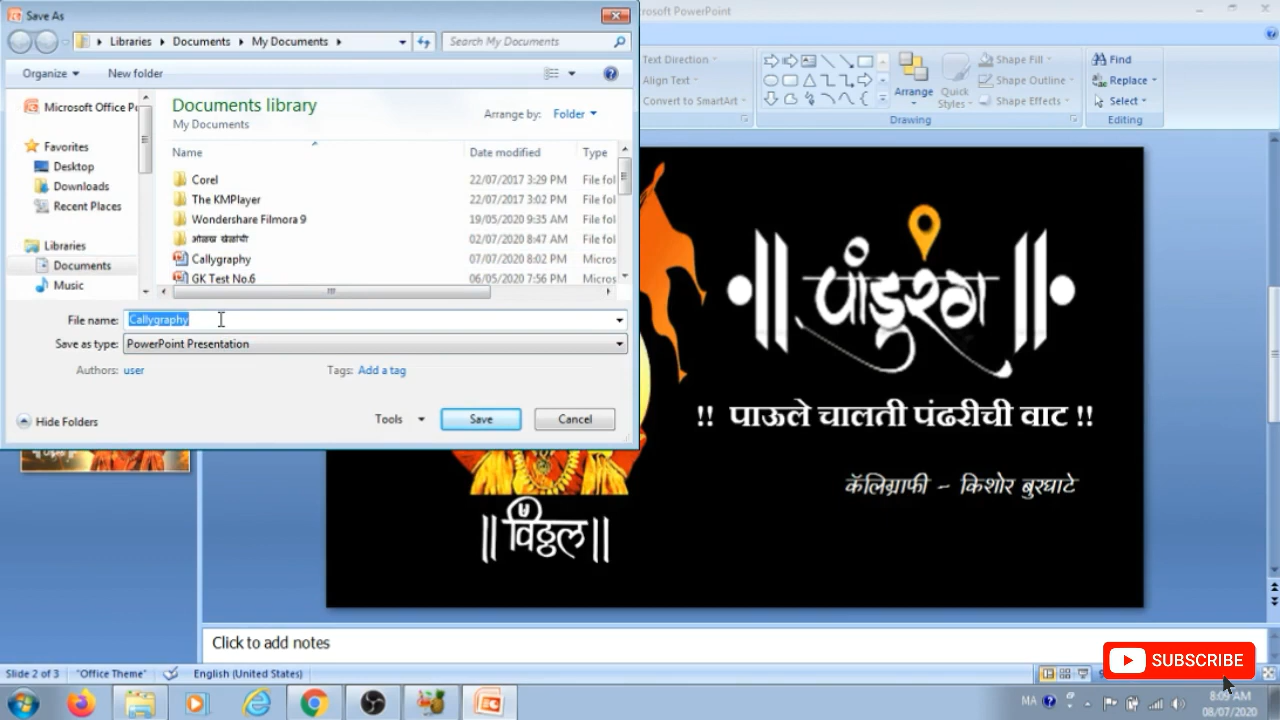 Save As
rosoft PowerPoint
Libraries
Documents
My Documents
Search My Documents
Organize
New folder
Microsoft Office Po
Favorites
Desktop
Downloads
Recent Places
Libraries
Documents
Music
Documents library
My Documents
Arrange by: Folder
Name Date modified Type
Corel 22/07/2017 3:29 PM File fol
The KMPlayer 22/07/2017 3:02 PM File fol
Wondershare Filmora 9 19/05/2020 9:35 AM File fol
ओळख खेळांची 02/07/2020 8:47 AM File fol
Callygraphy 07/07/2020 8:02 PM Micros
GK Test No.6 06/05/2020 7:56 PM Micros
File name: Callygraphy
Save as type: PowerPoint Presentation
Authors: user
Tags: Add a tag
Hide Folders
Tools
Save
Cancel
Text Direction
Align Text
Convert to SmartArt
Arrange
Quick Styles
Shape Fill
Shape Outline
Shape Effects
Drawing
Find
Replace
Select
Editing
पांडुरंग
!! पाऊले चालती पंढरीची वाट !!
कॅलिग्राफी - किशोर बुरघाटे
विठ्ठल
Click to add notes
Slide 2 of 3
"Office Theme"
English (United States)
SUBSCRIBE
MA
8:09 AM
08/07/2020